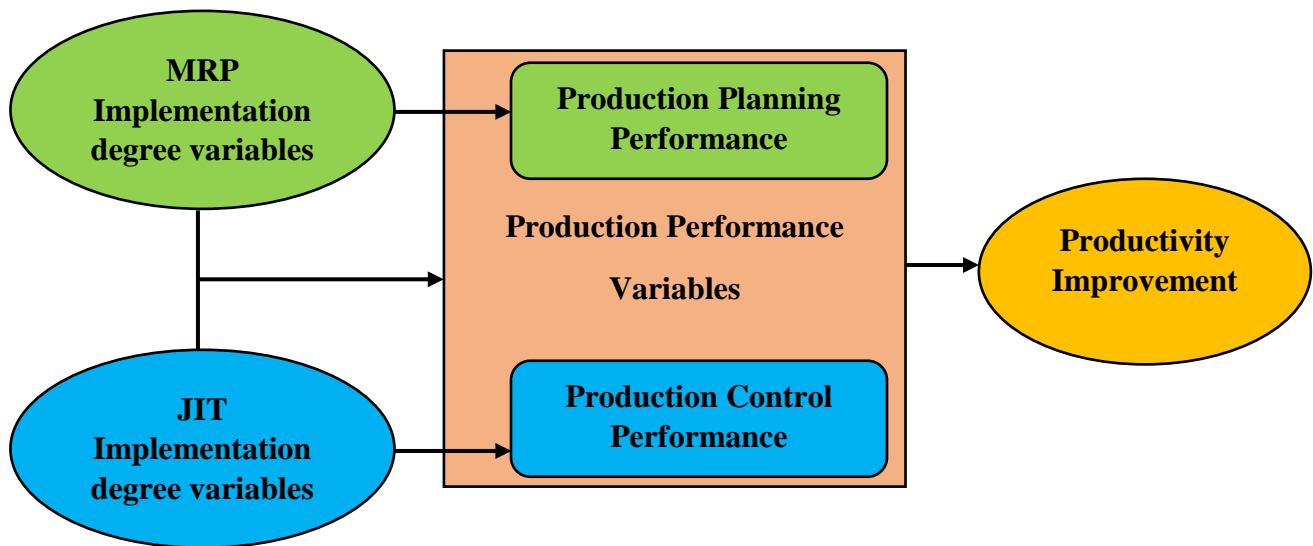 MRP
Implementation
degree variables
Production Planning
Performance
Production Performance
Variables
Productivity
Improvement
JIT
Implementation
degree variables
Production Control
Performance